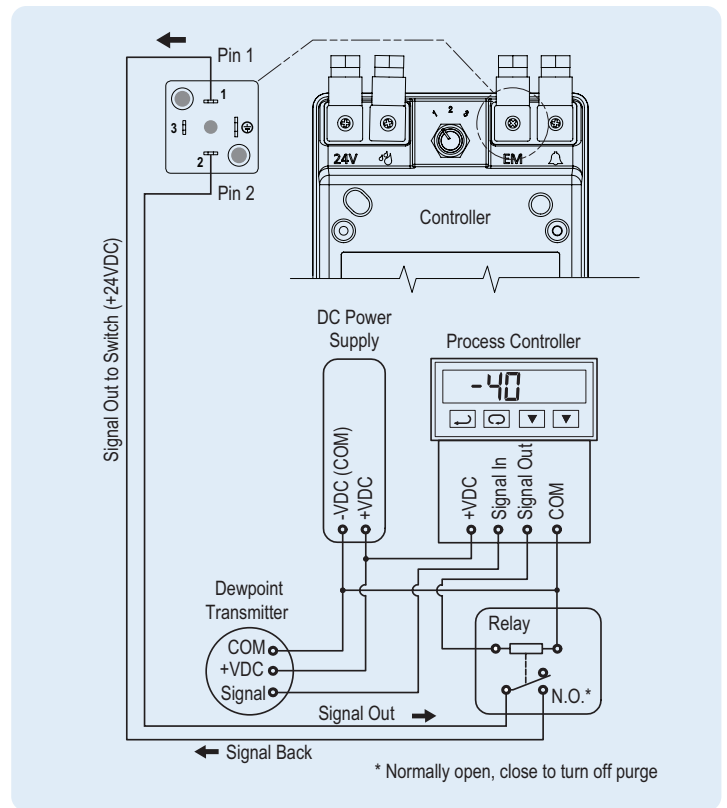 Pin 1
1
3
2
Pin 2
1 2 3
24V
EM
Controller
Signal Out to Switch (+24VDC)
DC Power
Supply
Process Controller
-40
-VDC (COM)
+VDC
+VDC
Signal In
Signal Out
COM
Dewpoint
Transmitter
COM
+VDC
Signal
Relay
N.O.*
Signal Out
Signal Back
* Normally open, close to turn off purge